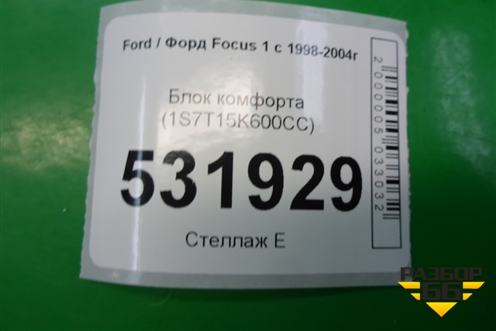 Ford / Форд Focus 1 с 1998-2004г
Блок комфорта
(1S7T15K600CC)
531929
Стеллаж Е
2000005033032
РАЗБОР
66